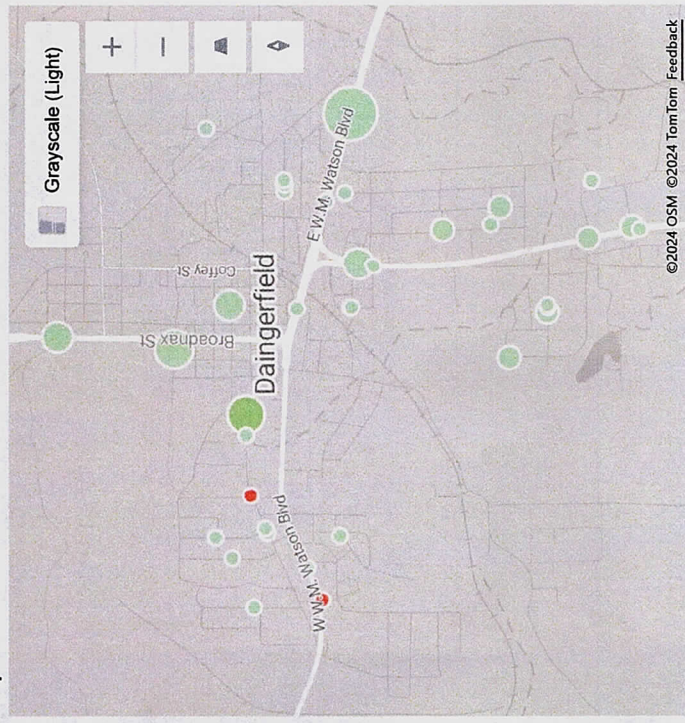 Grayscale (Light)
E W.M. Watson Blvd
Coffey St
Daingerfield
Broadnax St
W W.M. Watson Blvd
©2024 OSM ©2024 TomTom Feedback